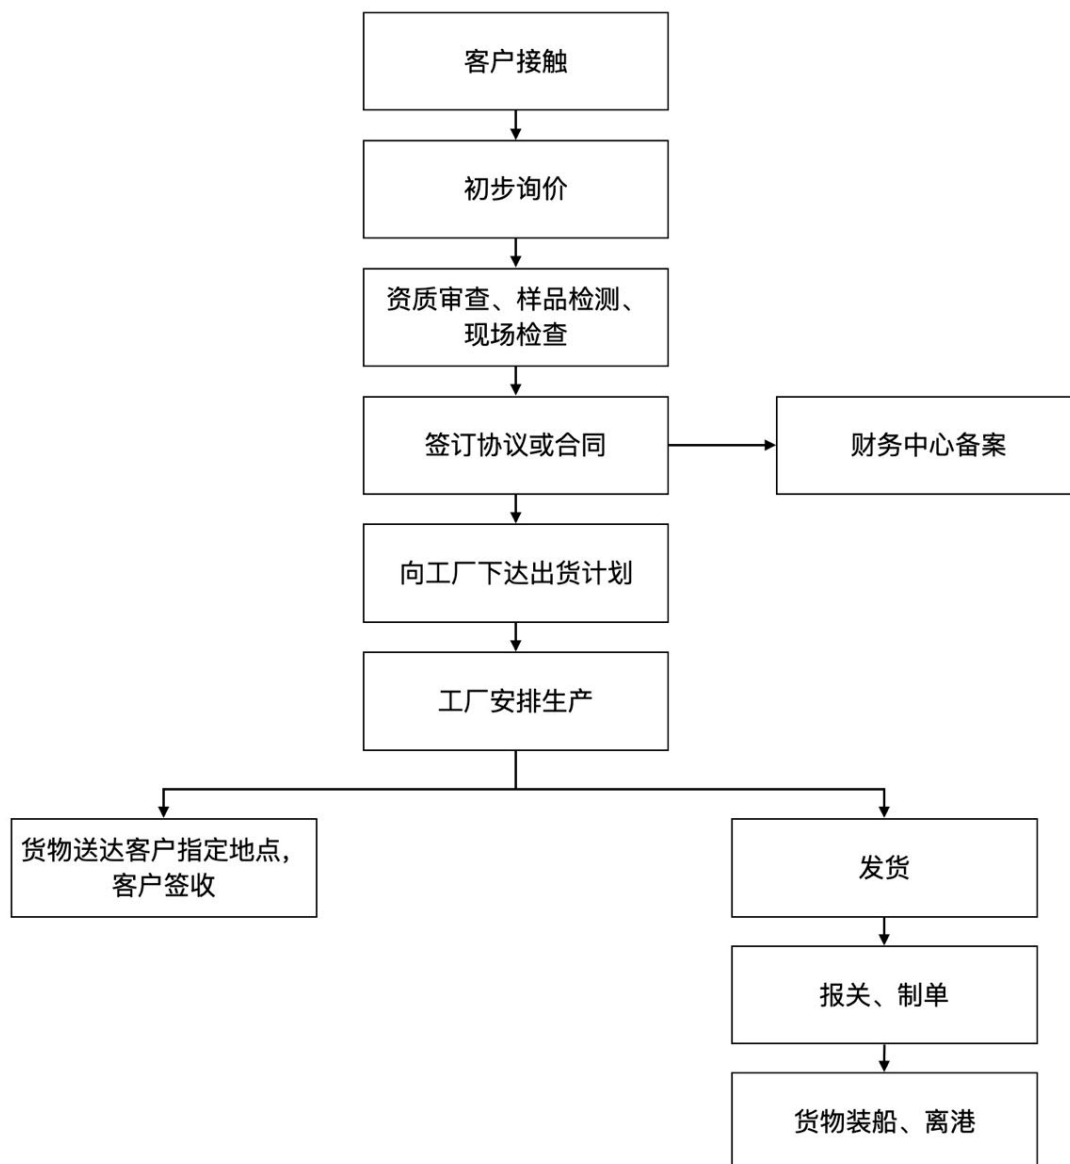 客户接触
初步询价
资质审查、样品检测、
现场检查
签订协议或合同
财务中心备案
向工厂下达出货计划
工厂安排生产
货物送达客户指定地点，
客户签收
发货
报关、制单
货物装船、离港